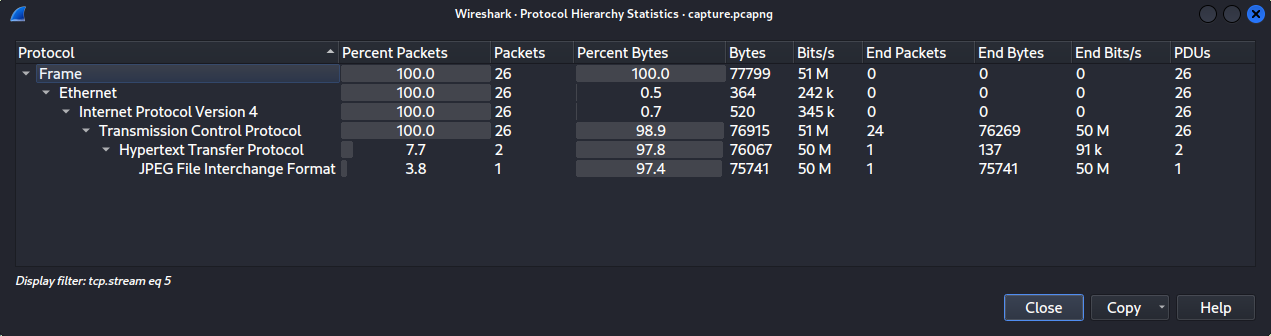 Wireshark · Protocol Hierarchy Statistics · capture.pcapng
Protocol Percent Packets Packets Percent Bytes Bytes Bits/s End Packets End Bytes End Bits/s PDUs
Frame 100.0 26 100.0 77799 51 M 0 0 0 26
Ethernet 100.0 26 0.5 364 242 k 0 0 0 26
Internet Protocol Version 4 100.0 26 0.7 520 345 k 0 0 0 26
Transmission Control Protocol 100.0 26 98.9 76915 51 M 24 76269 50 M 26
Hypertext Transfer Protocol 7.7 2 97.8 76067 50 M 1 137 91 k 2
JPEG File Interchange Format 3.8 1 97.4 75741 50 M 1 75741 50 M 1
Display filter: tcp.stream eq 5
Close Copy Help